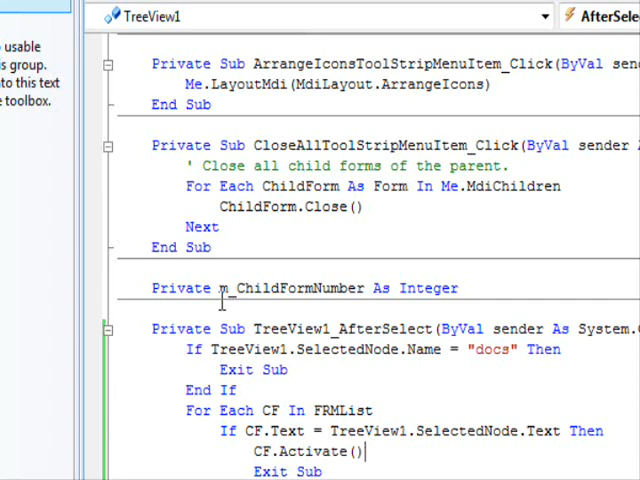 TreeView1
AfterSele
usable
s group.
to this text
toolbox.
Private Sub ArrangeIconsToolStripMenuItem_Click(ByVal send
Me.LayoutMdi(MdiLayout.ArrangeIcons)
End Sub
Private Sub CloseAllToolStripMenuItem_Click(ByVal sender A
' Close all child forms of the parent.
For Each ChildForm As Form In Me.MdiChildren
ChildForm.Close()
Next
End Sub
Private m_ChildFormNumber As Integer
Private Sub TreeView1_AfterSelect(ByVal sender As System.O
If TreeView1.SelectedNode.Name = "docs" Then
Exit Sub
End If
For Each CF In FRMList
If CF.Text = TreeView1.SelectedNode.Text Then
CF.Activate()
Exit Sub